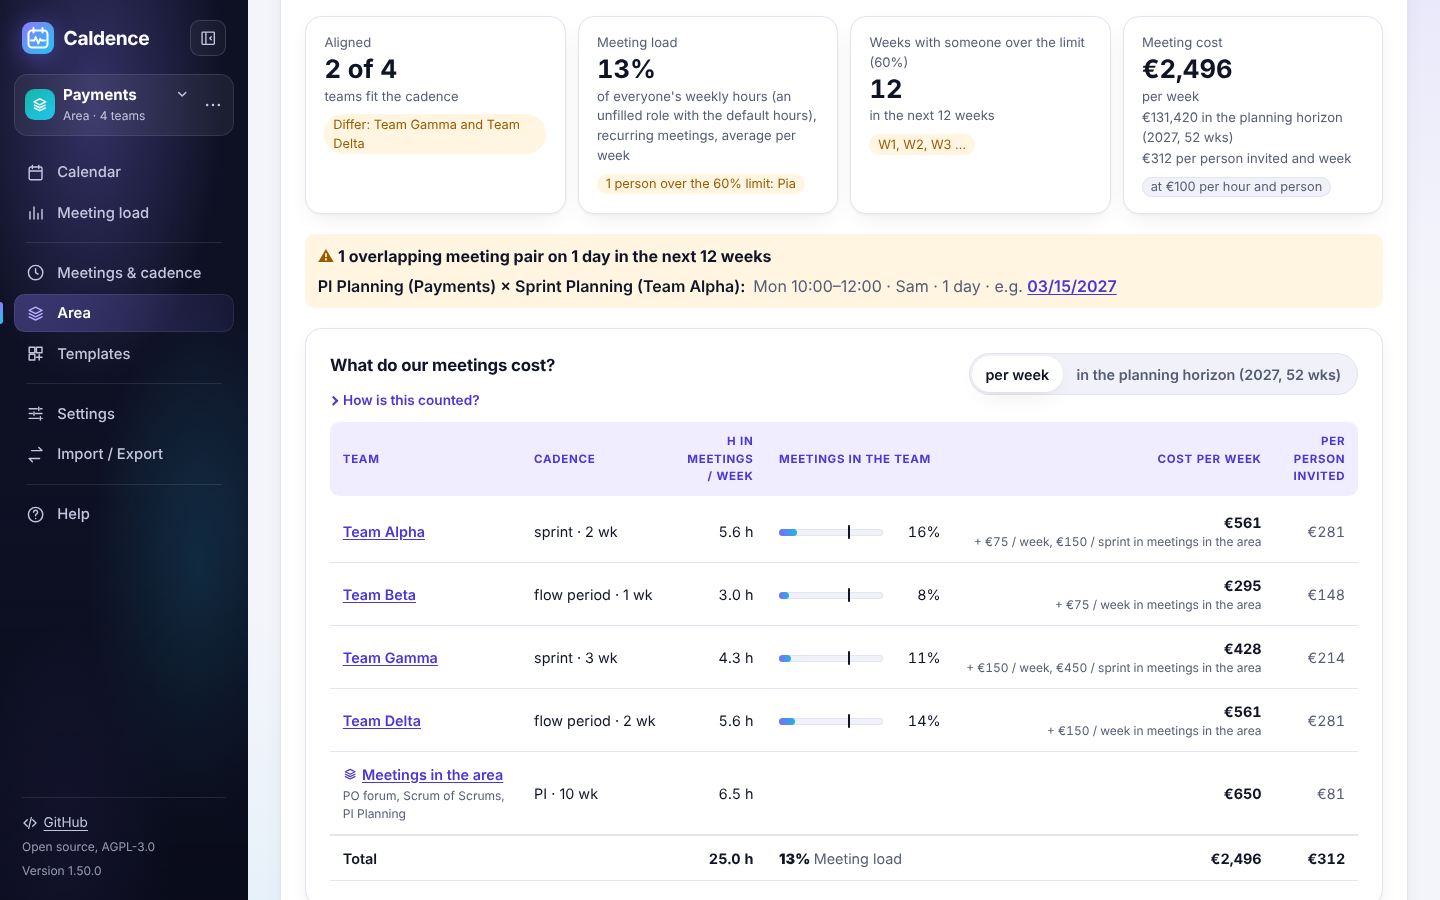 Caldence
Payments
Area · 4 teams
Calendar
Meeting load
Meetings & cadence
Area
Templates
Settings
Import / Export
Help
GitHub
Open source, AGPL-3.0
Version 1.50.0
Aligned
2 of 4
teams fit the cadence
Differ: Team Gamma and Team
Delta
Meeting load
13%
of everyone's weekly hours (an
unfilled role with the default hours),
recurring meetings, average per
week
1 person over the 60% limit: Pia
Weeks with someone over the limit
(60%)
12
in the next 12 weeks
W1, W2, W3 …
Meeting cost
€2,496
per week
€131,420 in the planning horizon
(2027, 52 wks)
€312 per person invited and week
at €100 per hour and person
1 overlapping meeting pair on 1 day in the next 12 weeks
PI Planning (Payments) × Sprint Planning (Team Alpha): Mon 10:00–12:00 · Sam · 1 day · e.g. 03/15/2027
What do our meetings cost?
per week in the planning horizon (2027, 52 wks)
How is this counted?
TEAM CADENCE H IN MEETINGS / WEEK MEETINGS IN THE TEAM COST PER WEEK PER PERSON INVITED
Team Alpha sprint · 2 wk 5.6 h 16% €561 €281
+ €75 / week, €150 / sprint in meetings in the area
Team Beta flow period · 1 wk 3.0 h 8% €295 €148
+ €75 / week in meetings in the area
Team Gamma sprint · 3 wk 4.3 h 11% €428 €214
+ €150 / week, €450 / sprint in meetings in the area
Team Delta flow period · 2 wk 5.6 h 14% €561 €281
+ €150 / week in meetings in the area
Meetings in the area PI · 10 wk 6.5 h €650 €81
PO forum, Scrum of Scrums,
PI Planning
Total 25.0 h 13% Meeting load €2,496 €312